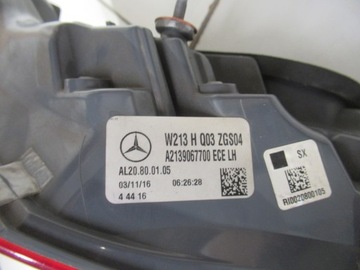 W213 H Q03 ZGS04
A2139067700 ECE LH
AL20.80.01.05
03/11/16 06:26:28
4 44 16
SX
RI0020800105